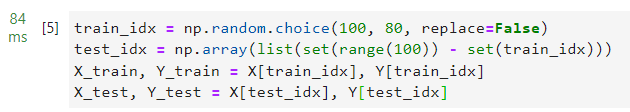 84
ms
[5]
train_idx = np.random.choice(100, 80, replace=False)
test_idx = np.array(list(set(range(100)) - set(train_idx)))
X_train, Y_train = X[train_idx], Y[train_idx]
X_test, Y_test = X[test_idx], Y[test_idx]